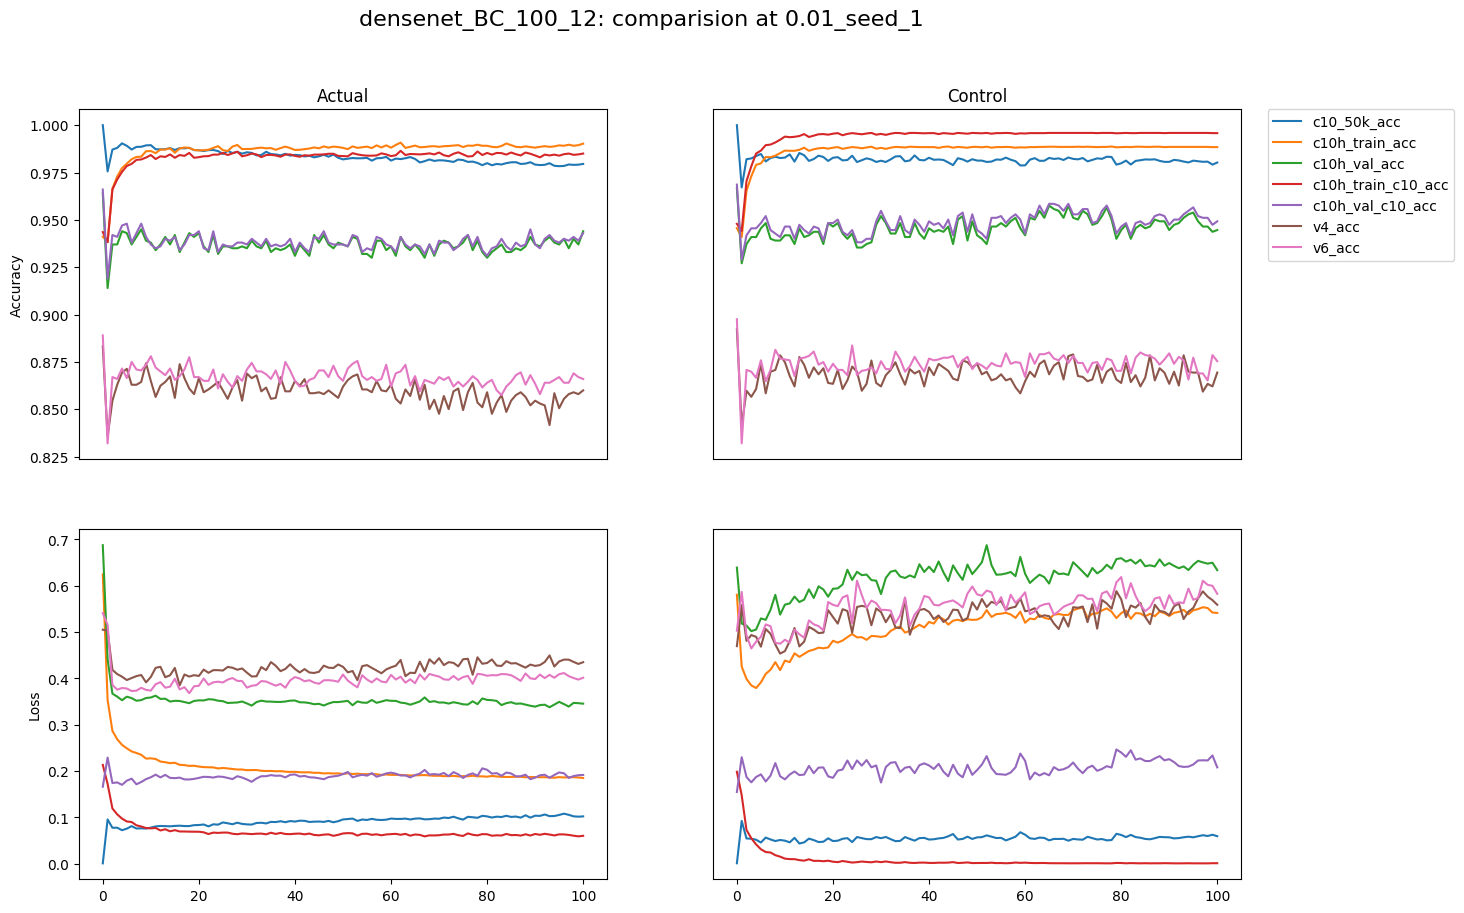 densenet_BC_100_12: comparision at 0.01_seed_1
Actual
Control
Accuracy
1.000
0.975
0.950
0.925
0.900
0.875
0.850
0.825
c10_50k_acc
c10h_train_acc
c10h_val_acc
c10h_train_c10_acc
c10h_val_c10_acc
v4_acc
v6_acc
Loss
0.7
0.6
0.5
0.4
0.3
0.2
0.1
0.0
0 20 40 60 80 100
0 20 40 60 80 100